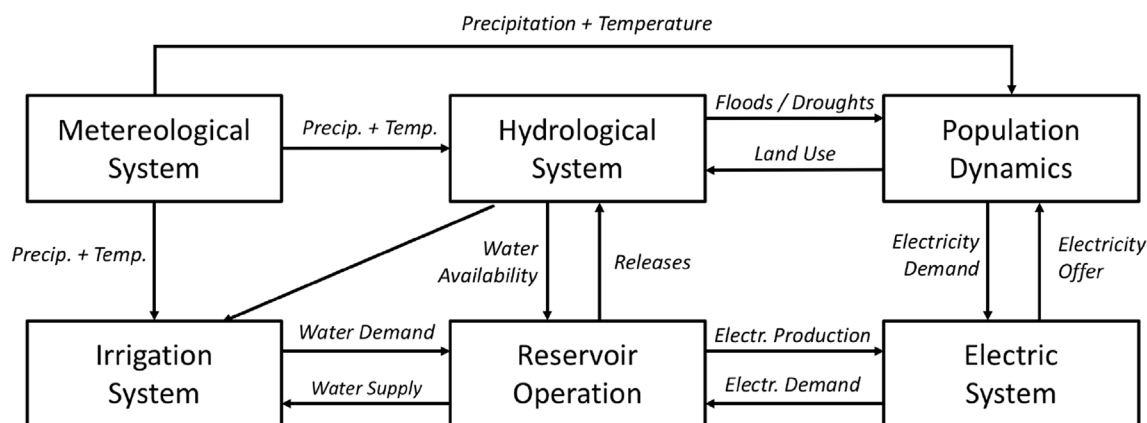 Precipitation + Temperature
Metereological
System
Precip. + Temp.
Hydrological
System
Floods / Droughts
Land Use
Population
Dynamics
Precip. + Temp.
Water
Availability
Releases
Electricity
Demand
Electricity
Offer
Irrigation
System
Water Demand
Water Supply
Reservoir
Operation
Electr. Production
Electr. Demand
Electric
System